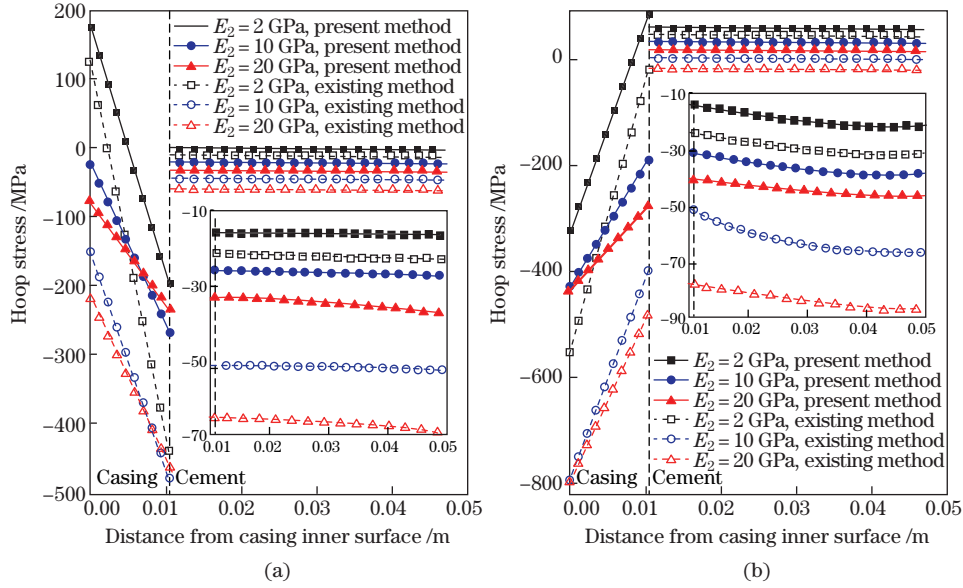 200
100
0
-100
-200
-300
-400
-500
Hoop stress/MPa
E₂ = 2 GPa, present method
E₂ = 10 GPa, present method
E₂ = 20 GPa, present method
E₂ = 2 GPa, existing method
E₂ = 10 GPa, existing method
E₂ = 20 GPa, existing method
-10
-30
-50
-70
0.01 0.02 0.03 0.04 0.05
Casing Cement
0.00 0.01 0.02 0.03 0.04 0.05
Distance from casing inner surface /m
(a)
0
-200
-400
-600
-800
Hoop stress/MPa
-10
-30
-50
-70
-90
0.01 0.02 0.03 0.04 0.05
E₂ = 2 GPa, present method
E₂ = 10 GPa, present method
E₂ = 20 GPa, present method
E₂ = 2 GPa, existing method
E₂ = 10 GPa, existing method
E₂ = 20 GPa, existing method
Casing Cement
0.00 0.01 0.02 0.03 0.04 0.05
Distance from casing inner surface /m
(b)